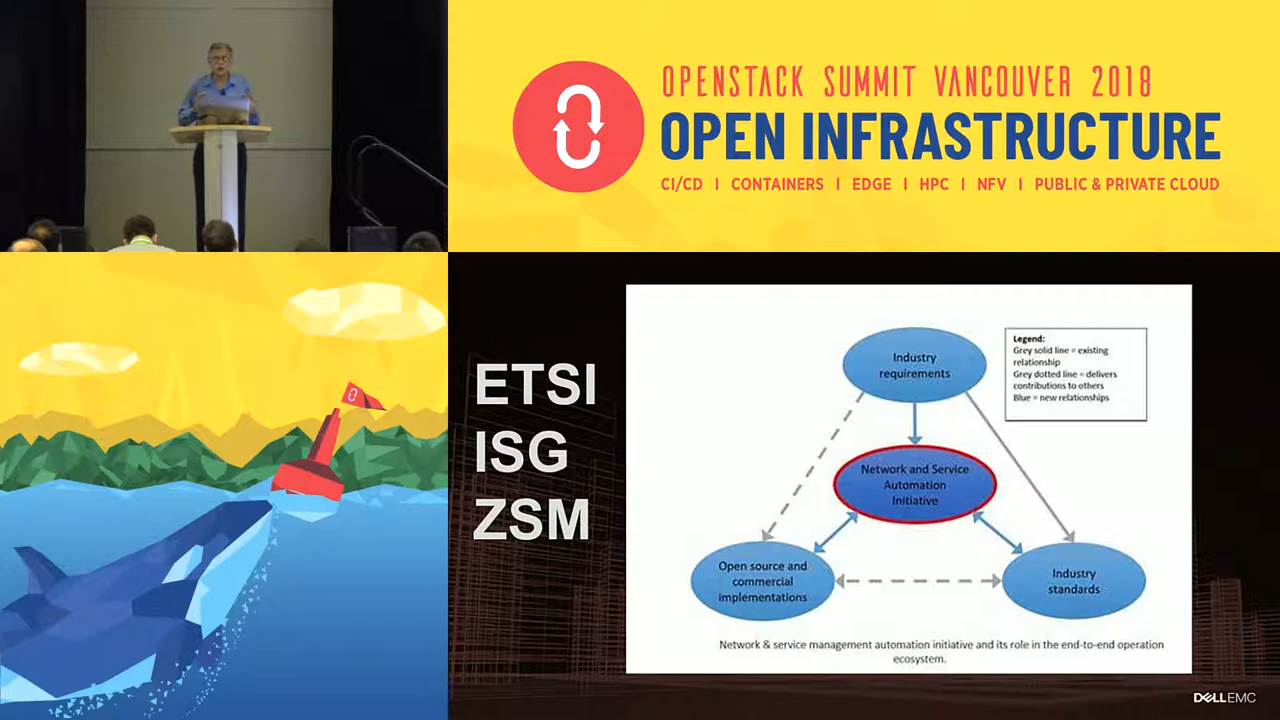 OPENSTACK SUMMIT VANCOUVER 2018
OPEN INFRASTRUCTURE
CI/CD | CONTAINERS | EDGE | HPC | NFV | PUBLIC & PRIVATE CLOUD
ETSI
ISG
ZSM
Industry
requirements
Legend:
Grey solid line = existing
relationship
Grey dotted line = delivers
contributions to others
Blue = new relationships
Network and Service
Automation
Initiative
Open source and
commercial
implementations
Industry
standards
Network & service management automation initiative and its role in the end-to-end operation
ecosystem.
DELLEMC